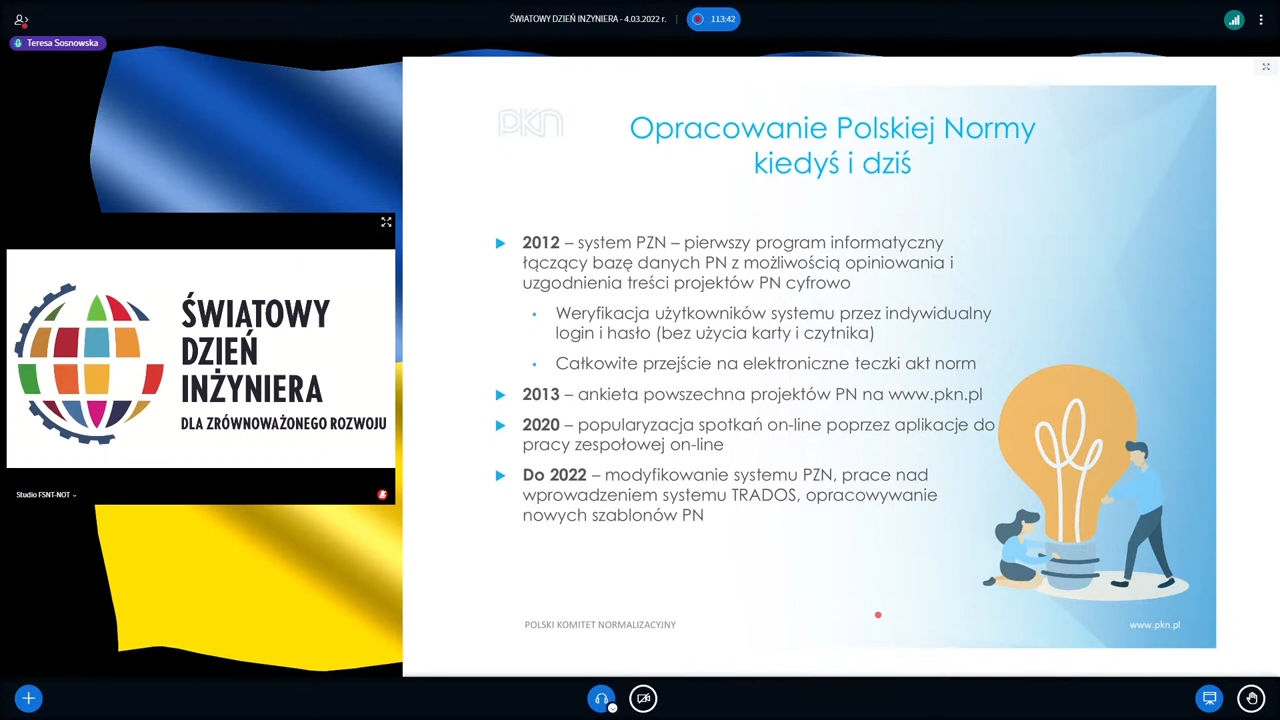 ŚWIATOWY DZIEŃ INŻYNIERA - 4.03.2022 r.
113:42
Teresa Sosnowska
ŚWIATOWY
DZIEŃ
INŻYNIERA
DLA ZRÓWNOWAŻONEGO ROZWOJU
Studio FSNT-NOT
PKN
Opracowanie Polskiej Normy
kiedyś i dziś
2012 – system PZN – pierwszy program informatyczny
łączący bazę danych PN z możliwością opiniowania i
uzgodnienia treści projektów PN cyfrowo
Weryfikacja użytkowników systemu przez indywidualny
login i hasło (bez użycia karty i czytnika)
Całkowite przejście na elektroniczne teczki akt norm
2013 – ankieta powszechna projektów PN na www.pkn.pl
2020 – popularyzacja spotkań on-line poprzez aplikacje do
pracy zespołowej on-line
Do 2022 – modyfikowanie systemu PZN, prace nad
wprowadzeniem systemu TRADOS, opracowywanie
nowych szablonów PN
POLSKI KOMITET NORMALIZACYJNY
www.pkn.pl